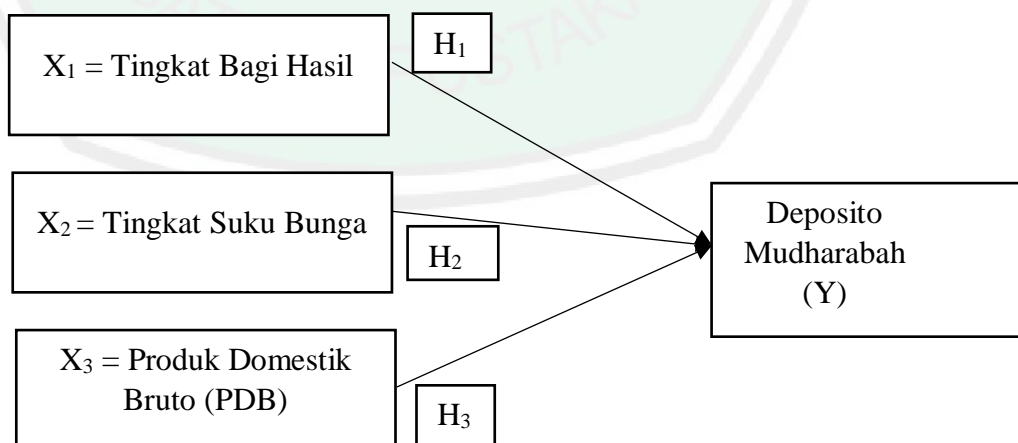 X₁ = Tingkat Bagi Hasil
H₁
X₂ = Tingkat Suku Bunga
H₂
Deposito
Mudharabah
(Y)
X₃ = Produk Domestik
Bruto (PDB)
H₃